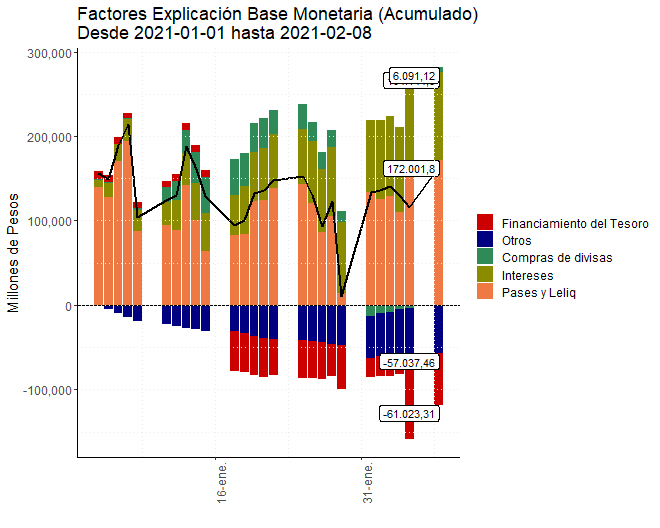 Factores Explicación Base Monetaria (Acumulado)
Desde 2021-01-01 hasta 2021-02-08
Millones de Pesos
300,000
200,000
100,000
0
-100,000
6.091,12
172.001,8
-57.037,46
-61.023,31
16-ene.
31-ene.
Financiamiento del Tesoro
Otros
Compras de divisas
Intereses
Pases y Leliq